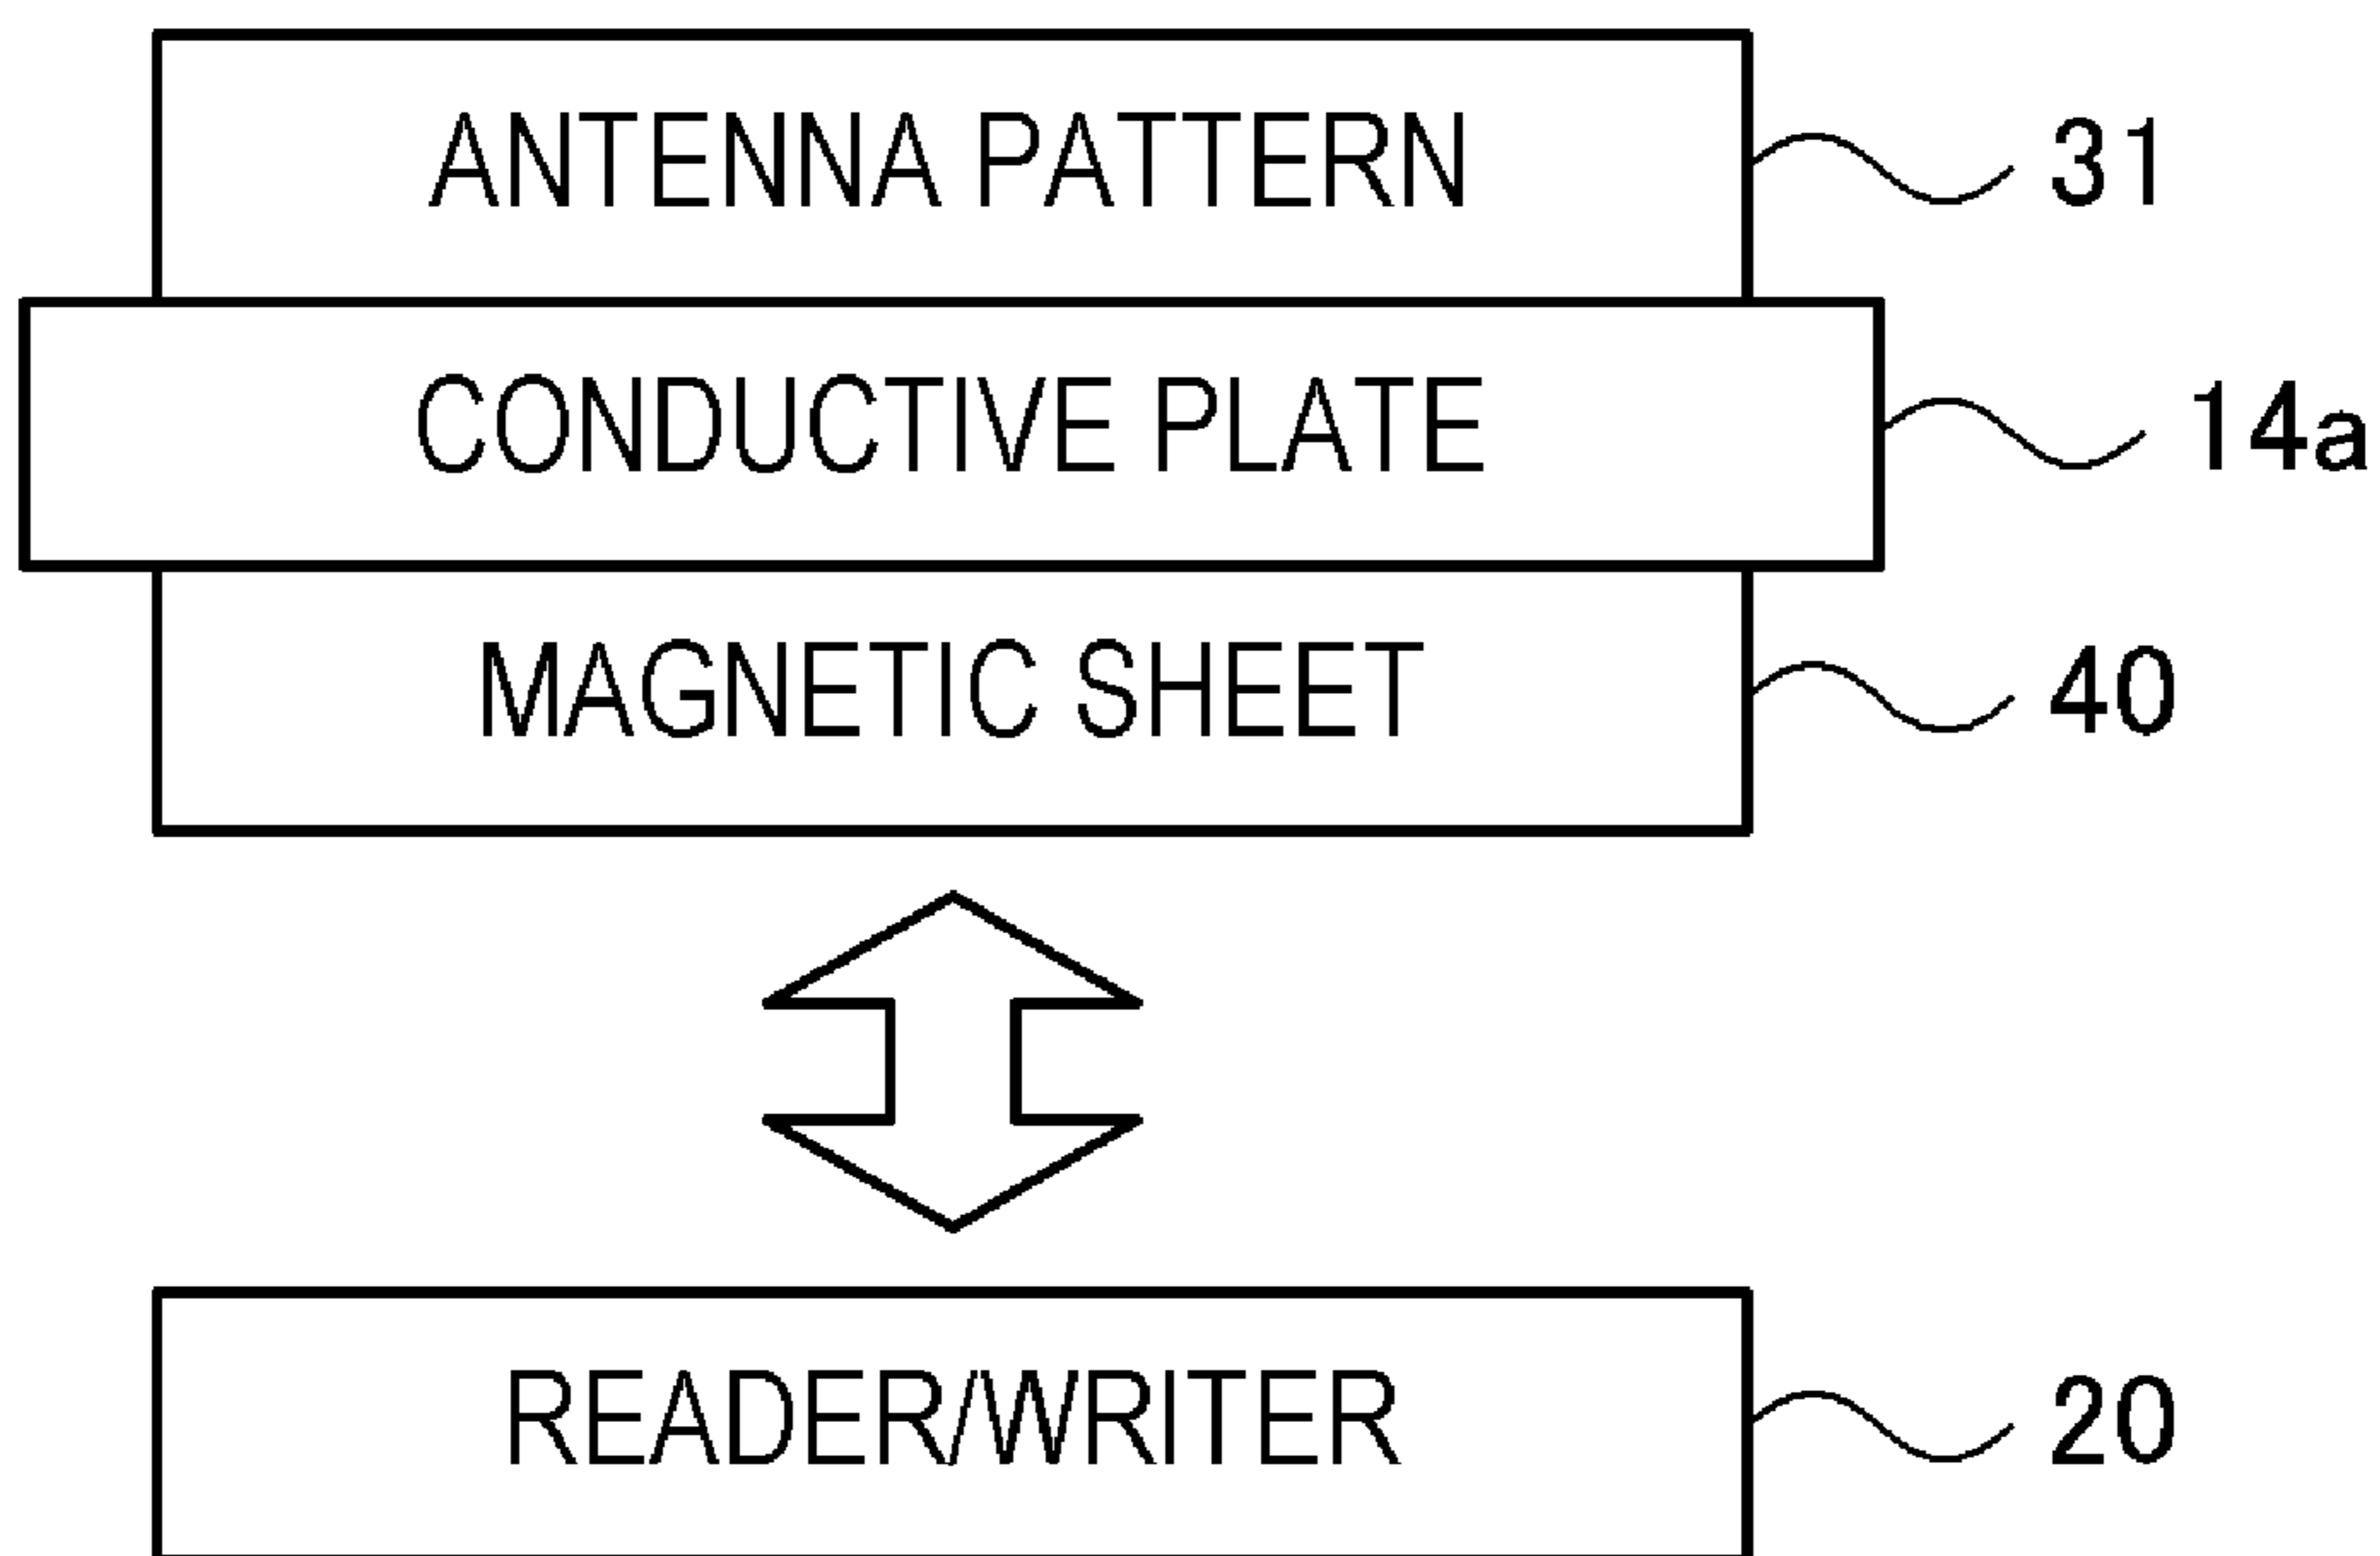 ANTENNA PATTERN 31
CONDUCTIVE PLATE 14a
MAGNETIC SHEET 40
READER/WRITER 20